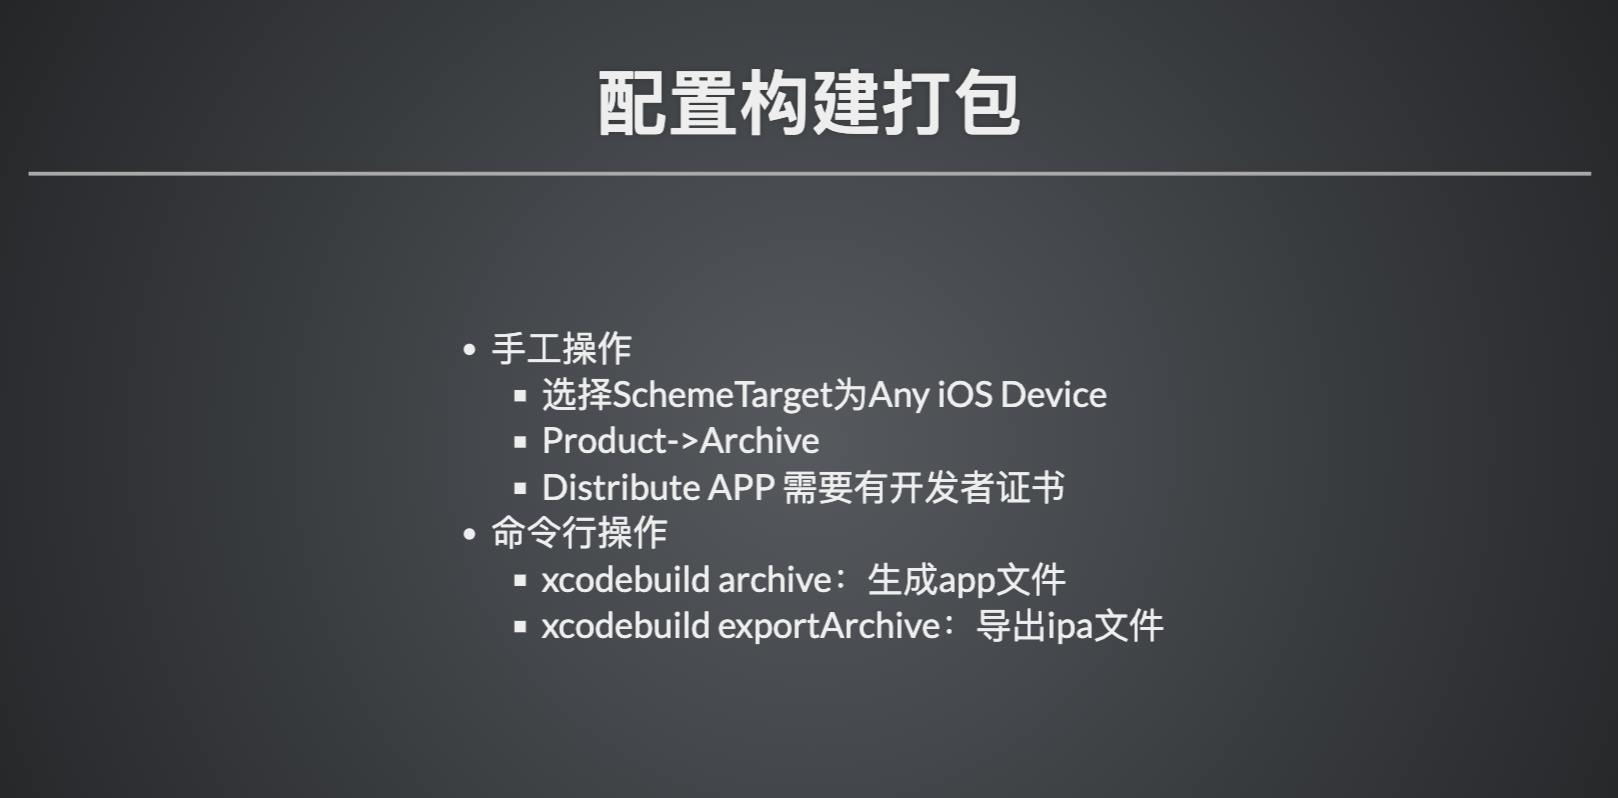 配置构建打包
手工操作
选择SchemeTarget为Any iOS Device
Product->Archive
Distribute APP 需要有开发者证书
命令行操作
xcodebuild archive：生成app文件
xcodebuild exportArchive：导出ipa文件